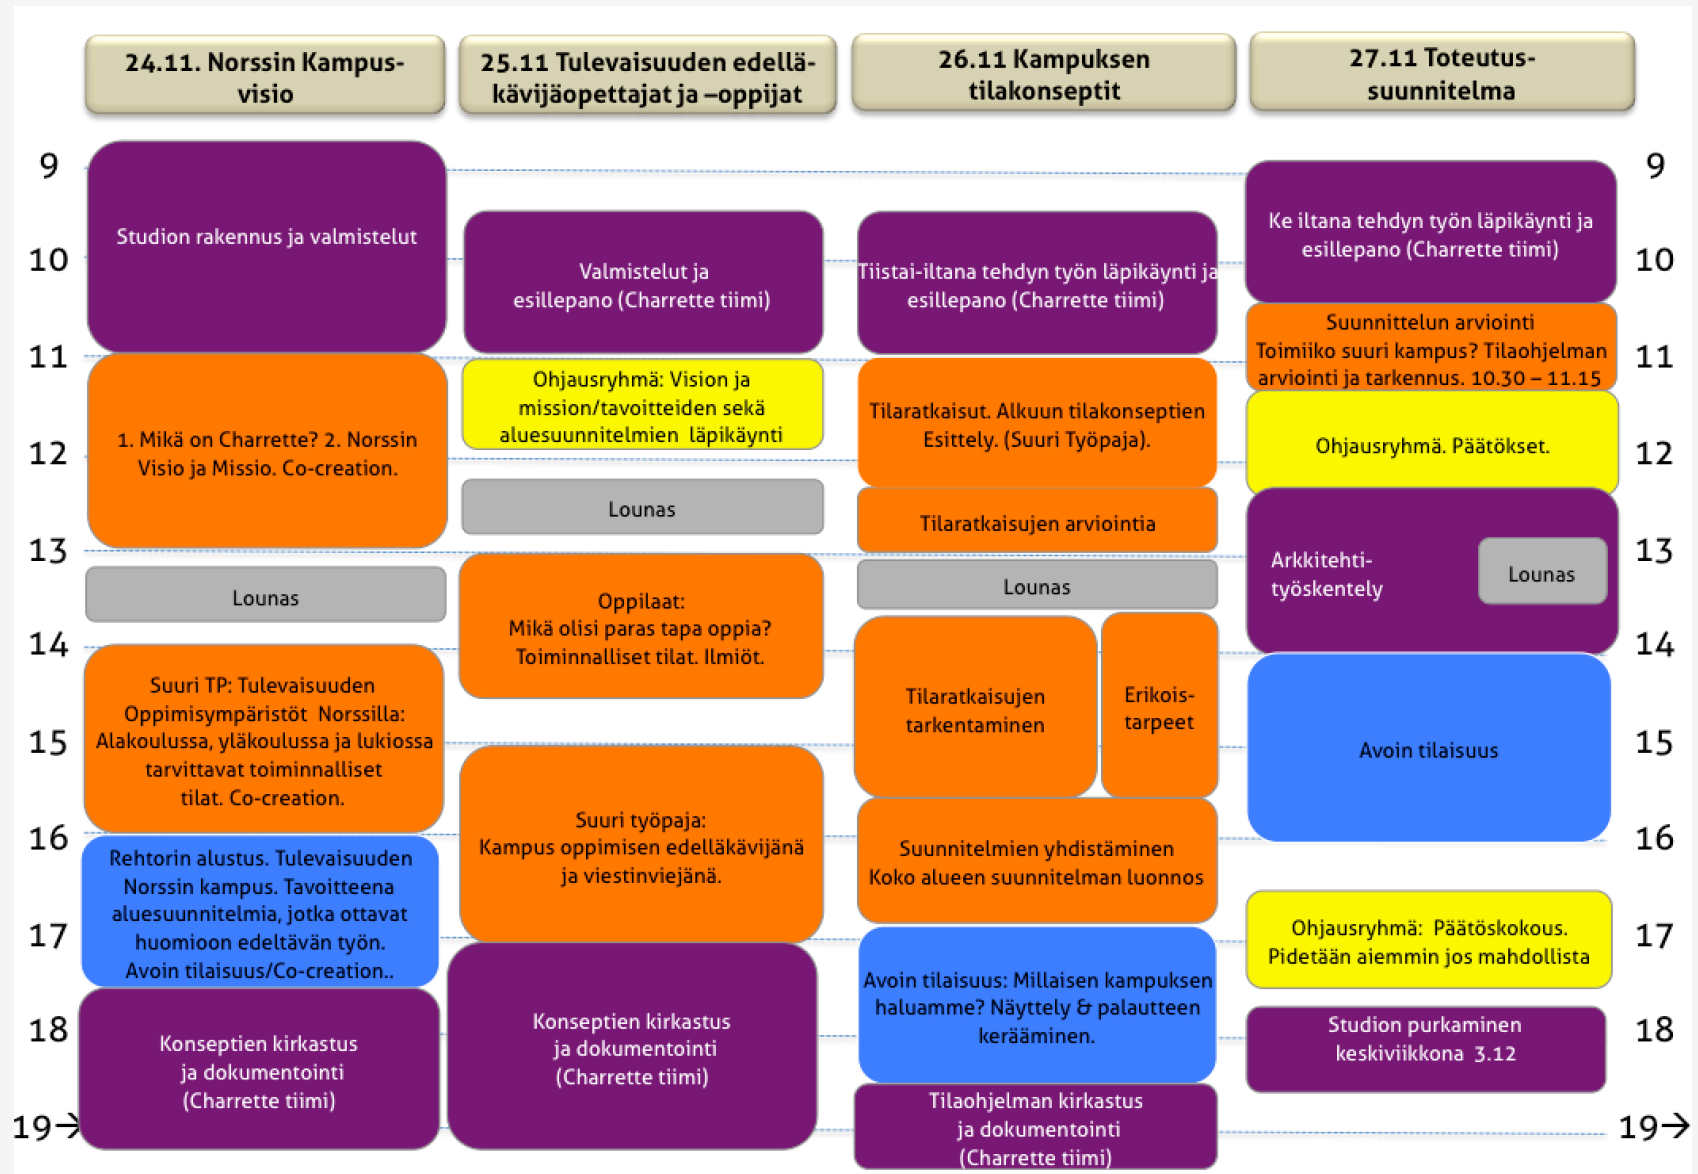 24.11. Norssin Kampus-
visio
25.11 Tulevaisuuden edellä-
kävijäopettajat ja –oppijat
26.11 Kampuksen
tilakonseptit
27.11 Toteutus-
suunnitelma
9
10
11
12
13
14
15
16
17
18
19→
Studion rakennus ja valmistelut
1. Mikä on Charrette? 2. Norssin
Visio ja Missio. Co-creation.
Lounas
Suuri TP: Tulevaisuuden
Oppimisympäristöt Norssilla:
Alakoulussa, yläkoulussa ja lukiossa
tarvittavat toiminnalliset
tilat. Co-creation.
Rehtorin alustus. Tulevaisuuden
Norssin kampus. Tavoitteena
aluesuunnitelmia, jotka ottavat
huomioon edeltävän työn.
Avoin tilaisuus/Co-creation..
Konseptien kirkastus
ja dokumentointi
(Charrette tiimi)
Valmistelut ja
esillepano (Charrette tiimi)
Ohjausryhmä: Vision ja
mission/tavoitteiden sekä
aluesuunnitelmien läpikäynti
Lounas
Oppilaat:
Mikä olisi paras tapa oppia?
Toiminnalliset tilat. Ilmiöt.
Suuri työpaja:
Kampus oppimisen edelläkävijänä
ja viestinviejänä.
Konseptien kirkastus
ja dokumentointi
(Charrette tiimi)
Tiistai-iltana tehdyn työn läpikäynti ja
esillepano (Charrette tiimi)
Tilaratkaisut. Alkuun tilakonseptien
Esittely. (Suuri Työpaja).
Tilaratkaisujen arviointia
Lounas
Tilaratkaisujen
tarkentaminen
Erikois-
tarpeet
Suunnitelmien yhdistäminen
Koko alueen suunnitelman luonnos
Avoin tilaisuus: Millaisen kampuksen
haluamme? Näyttely & palautteen
kerääminen.
Tilaohjelman kirkastus
ja dokumentointi
(Charrette tiimi)
Ke iltana tehdyn työn läpikäynti ja
esillepano (Charrette tiimi)
Suunnittelun arviointi
Toimiiko suuri kampus? Tilaohjelman
arviointi ja tarkennus. 10.30 – 11.15
Ohjausryhmä. Päätökset.
Arkkitehti-
työskentely
Lounas
Avoin tilaisuus
Ohjausryhmä: Päätöskokous.
Pidetään aiemmin jos mahdollista
Studion purkaminen
keskiviikkona 3.12
9
10
11
12
13
14
15
16
17
18
19→